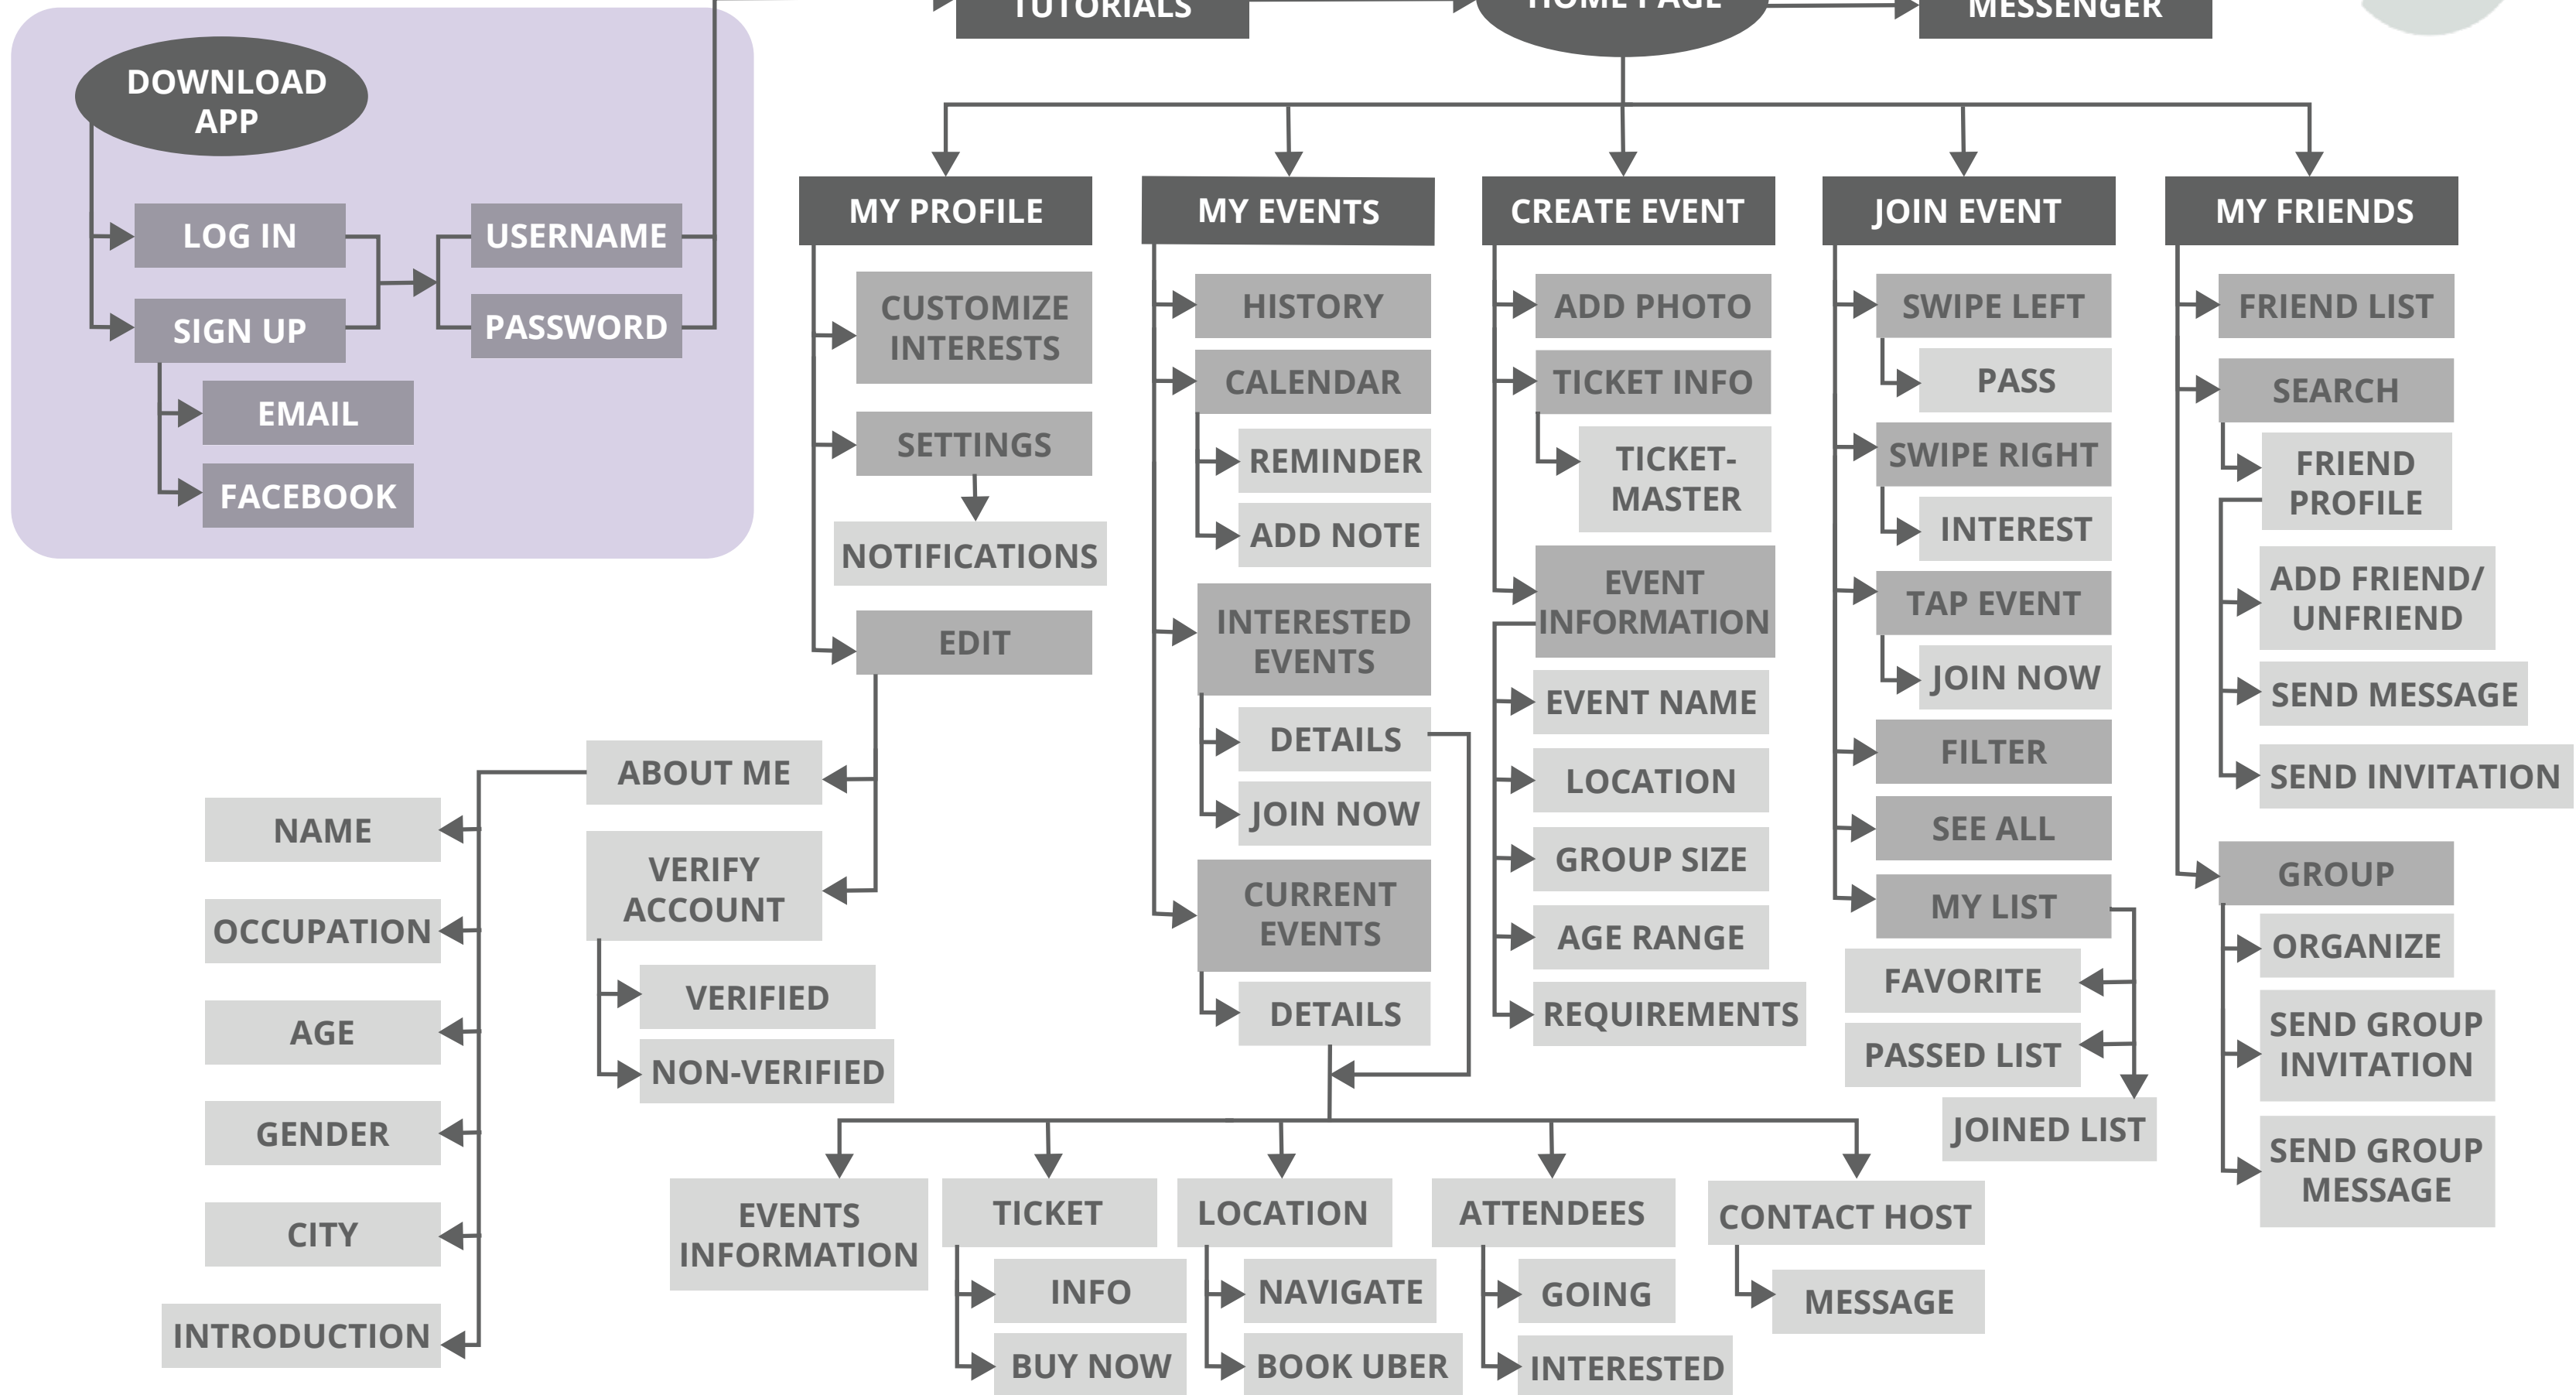 TUTORIALS
HOME PAGE
MESSENGER
DOWNLOAD
APP
LOG IN
SIGN UP
EMAIL
FACEBOOK
USERNAME
PASSWORD
MY PROFILE
CUSTOMIZE
INTERESTS
SETTINGS
NOTIFICATIONS
EDIT
ABOUT ME
NAME
OCCUPATION
AGE
GENDER
CITY
INTRODUCTION
VERIFY
ACCOUNT
VERIFIED
NON-VERIFIED
MY EVENTS
HISTORY
CALENDAR
REMINDER
ADD NOTE
INTERESTED
EVENTS
DETAILS
JOIN NOW
CURRENT
EVENTS
DETAILS
EVENTS
INFORMATION
TICKET
INFO
BUY NOW
LOCATION
NAVIGATE
BOOK UBER
ATTENDEES
GOING
INTERESTED
CONTACT HOST
MESSAGE
CREATE EVENT
ADD PHOTO
TICKET INFO
TICKET-
MASTER
EVENT
INFORMATION
EVENT NAME
LOCATION
GROUP SIZE
AGE RANGE
REQUIREMENTS
JOIN EVENT
SWIPE LEFT
PASS
SWIPE RIGHT
INTEREST
TAP EVENT
JOIN NOW
FILTER
SEE ALL
MY LIST
FAVORITE
PASSED LIST
JOINED LIST
MY FRIENDS
FRIEND LIST
SEARCH
FRIEND
PROFILE
ADD FRIEND/
UNFRIEND
SEND MESSAGE
SEND INVITATION
GROUP
ORGANIZE
SEND GROUP
INVITATION
SEND GROUP
MESSAGE